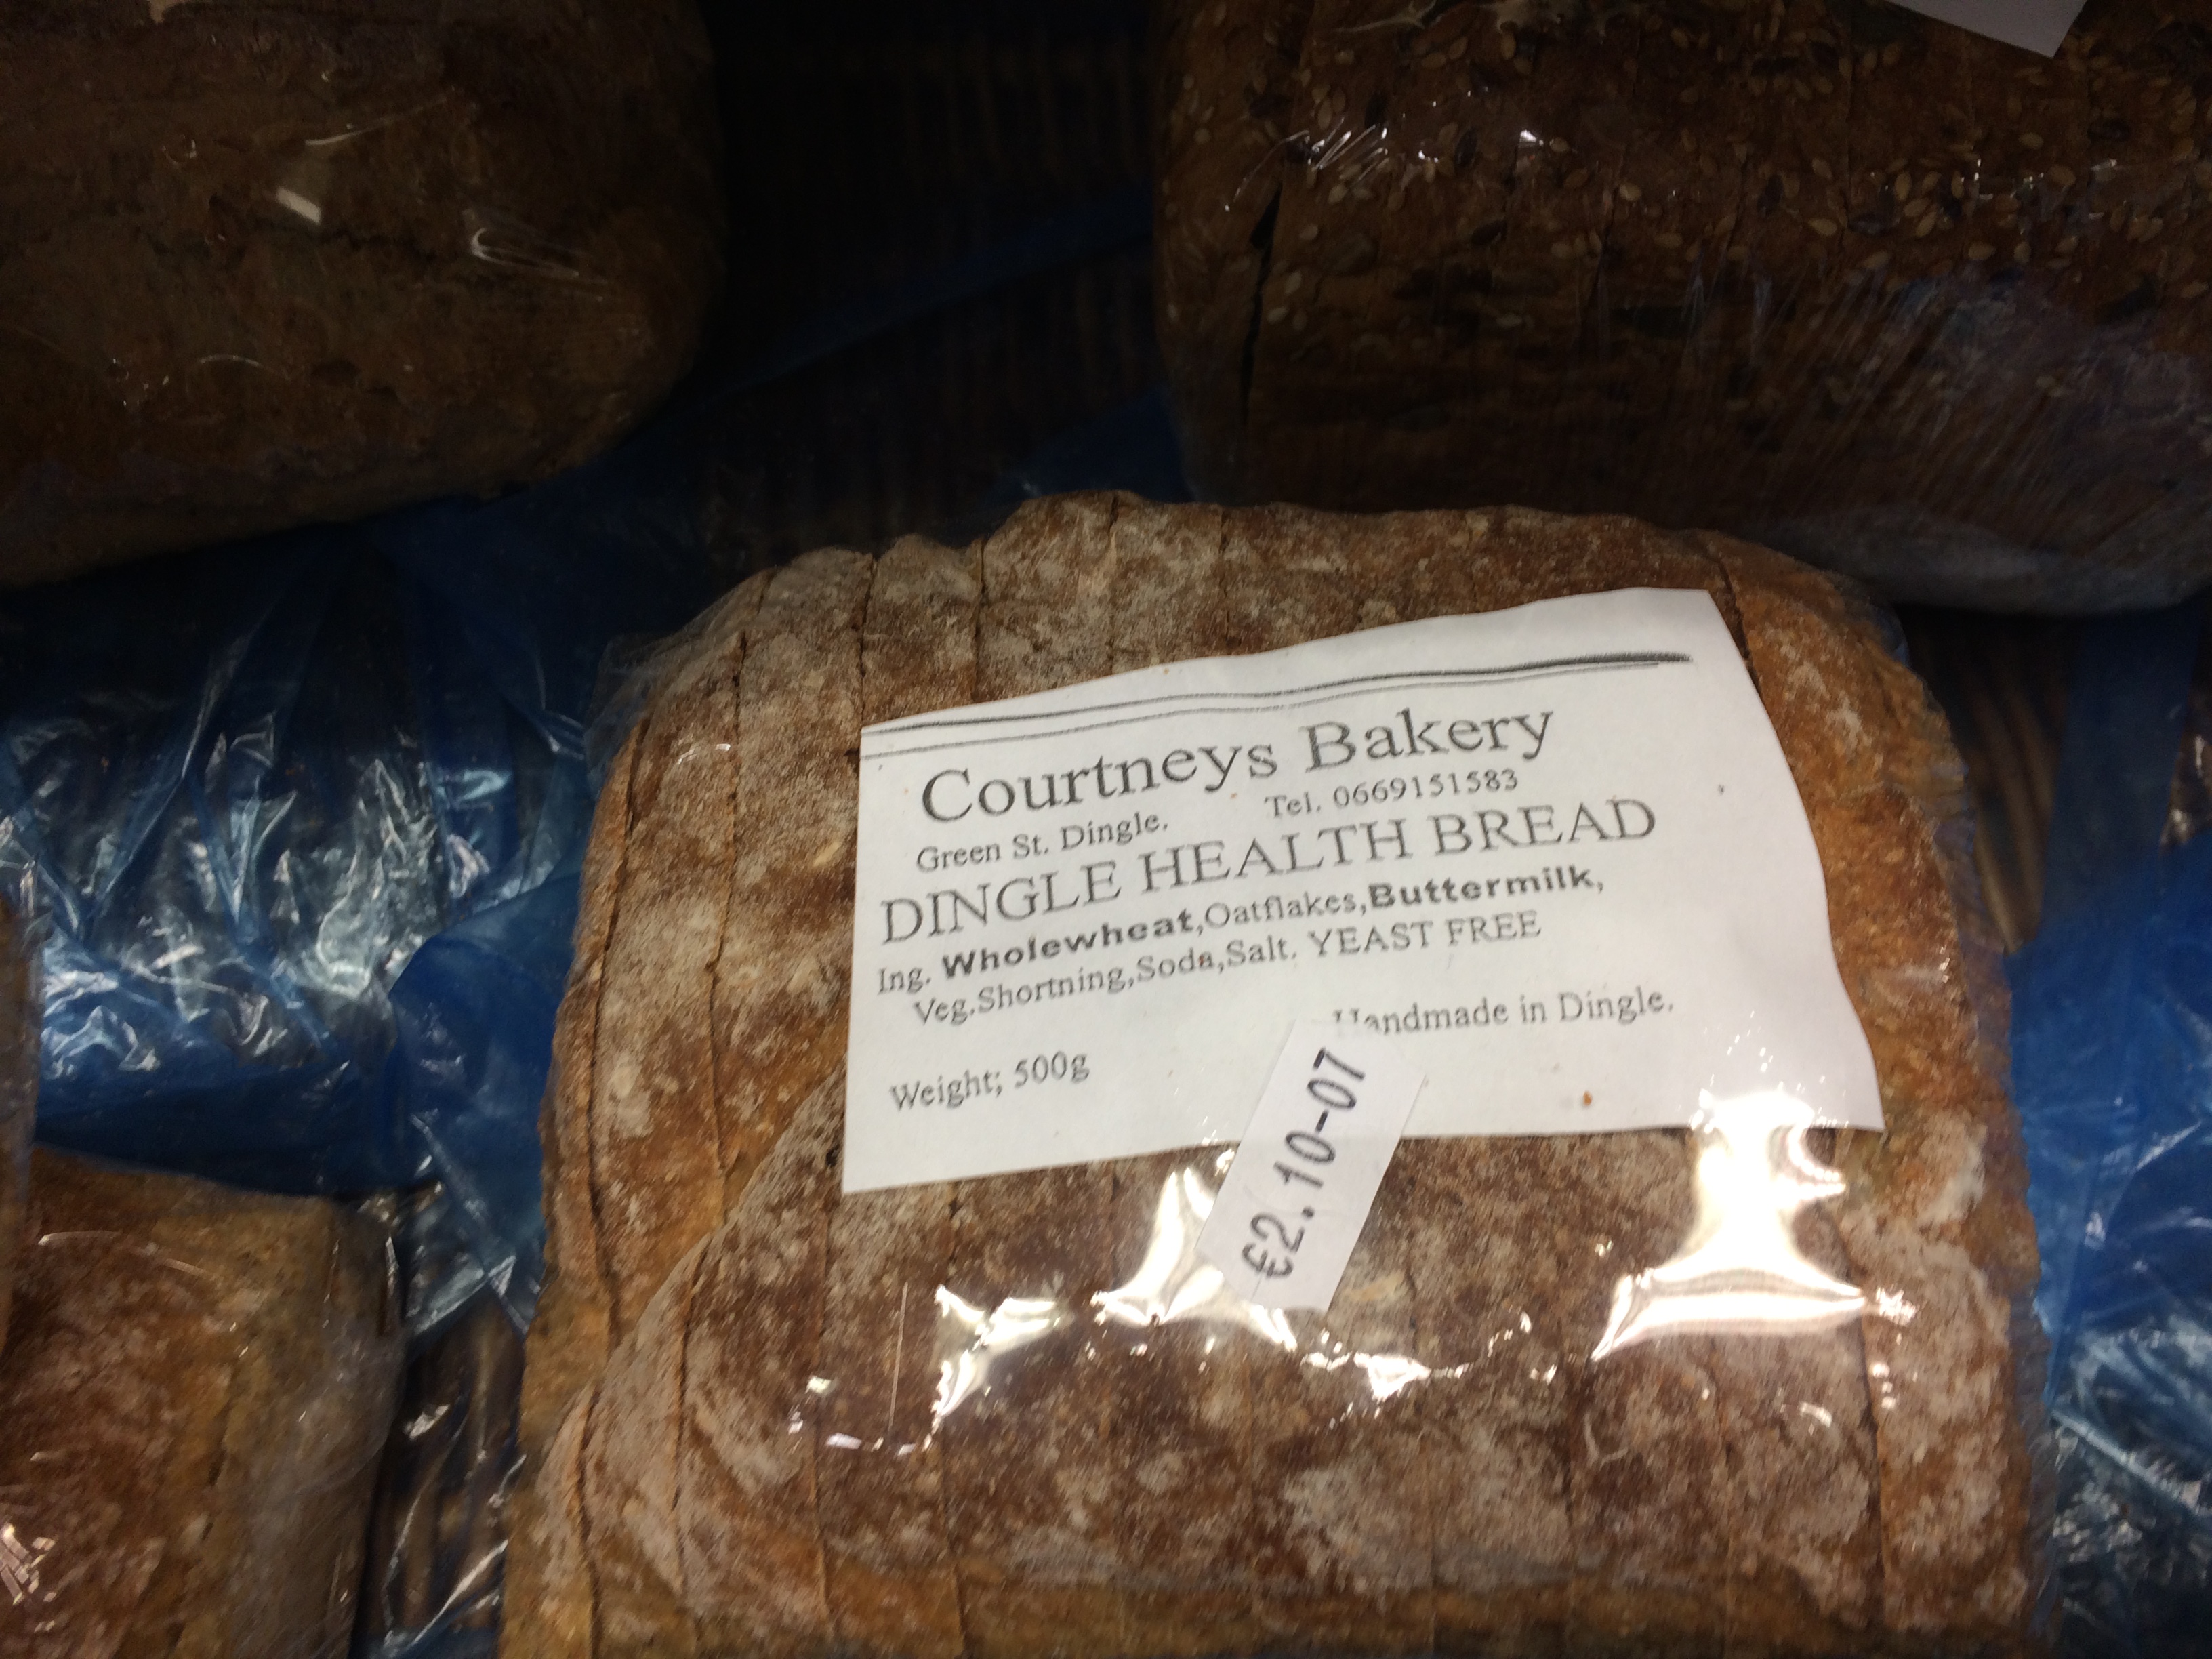 Courtneys Bakery
Green St. Dingle. Tel. 0669151583
DINGLE HEALTH BREAD
Ing. Wholewheat,Oatflakes,Buttermilk,
Veg.Shortning,Soda,Salt. YEAST FREE
Handmade in Dingle.
Weight; 500g
€2.10-07